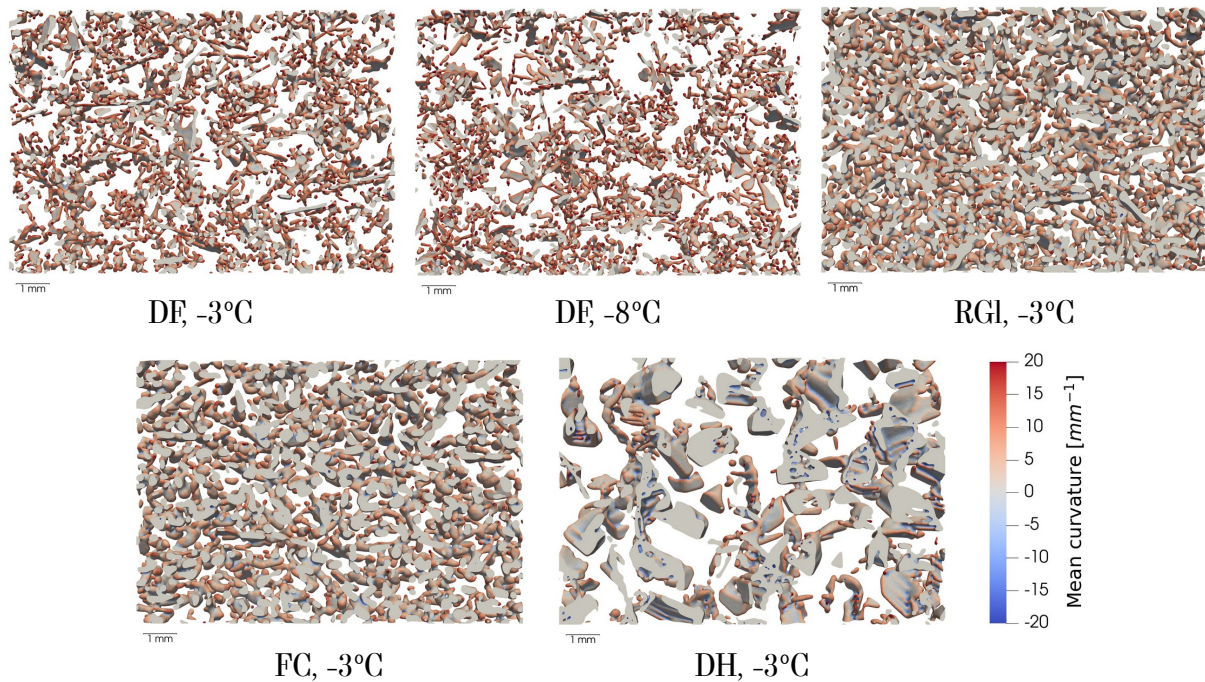 1 mm
1 mm
1 mm
DF, -3°C
DF, -8°C
RGl, -3°C
20
15
10
5
0
-5
-10
-15
-20
Mean curvature [mm⁻¹]
1 mm
1 mm
FC, -3°C
DH, -3°C